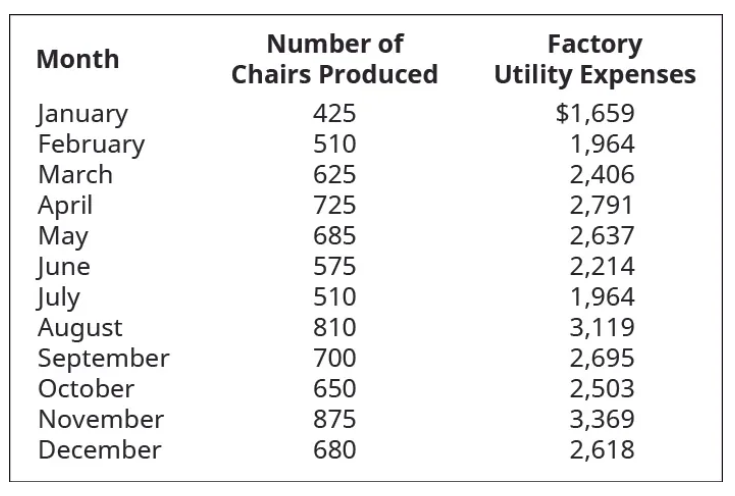 Month Number of Chairs Produced Factory Utility Expenses
January 425 $1,659
February 510 1,964
March 625 2,406
April 725 2,791
May 685 2,637
June 575 2,214
July 510 1,964
August 810 3,119
September 700 2,695
October 650 2,503
November 875 3,369
December 680 2,618